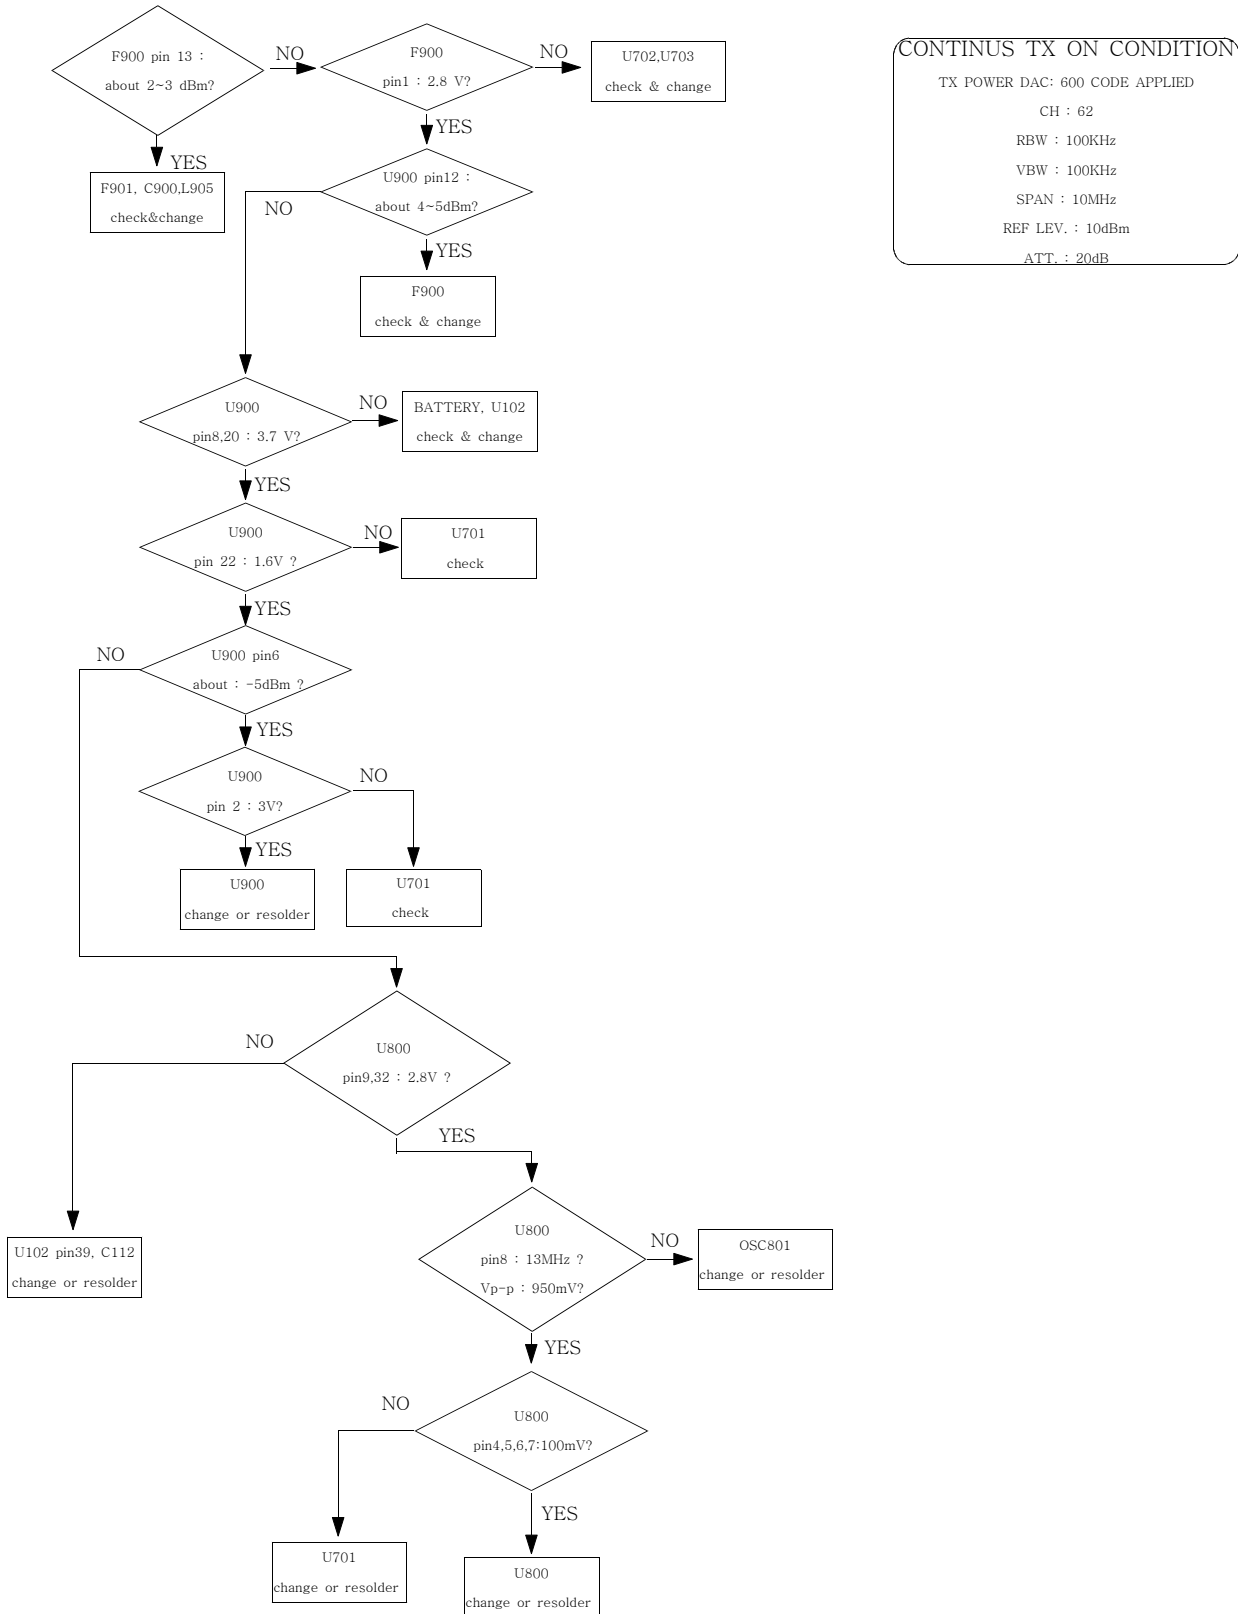 F900 pin 13 :
about 2~3 dBm?
NO
F900
pin1 : 2.8 V?
NO
U702,U703
check & change
CONTINUS TX ON CONDITION
TX POWER DAC: 600 CODE APPLIED
CH : 62
RBW : 100KHz
VBW : 100KHz
SPAN : 10MHz
REF LEV. : 10dBm
ATT. : 20dB
YES
F901, C900,L905
check&change
YES
U900 pin12 :
about 4~5dBm?
NO
YES
F900
check & change
U900
pin8,20 : 3.7 V?
NO
BATTERY, U102
check & change
YES
U900
pin 22 : 1.6V ?
NO
U701
check
YES
U900 pin6
about : -5dBm ?
NO
YES
U900
pin 2 : 3V?
NO
YES
U900
change or resolder
U701
check
U800
pin9,32 : 2.8V ?
NO
YES
U102 pin39, C112
change or resolder
U800
pin8 : 13MHz ?
Vp-p : 950mV?
NO
OSC801
change or resolder
YES
U800
pin4,5,6,7:100mV?
NO
YES
U701
change or resolder
U800
change or resolder